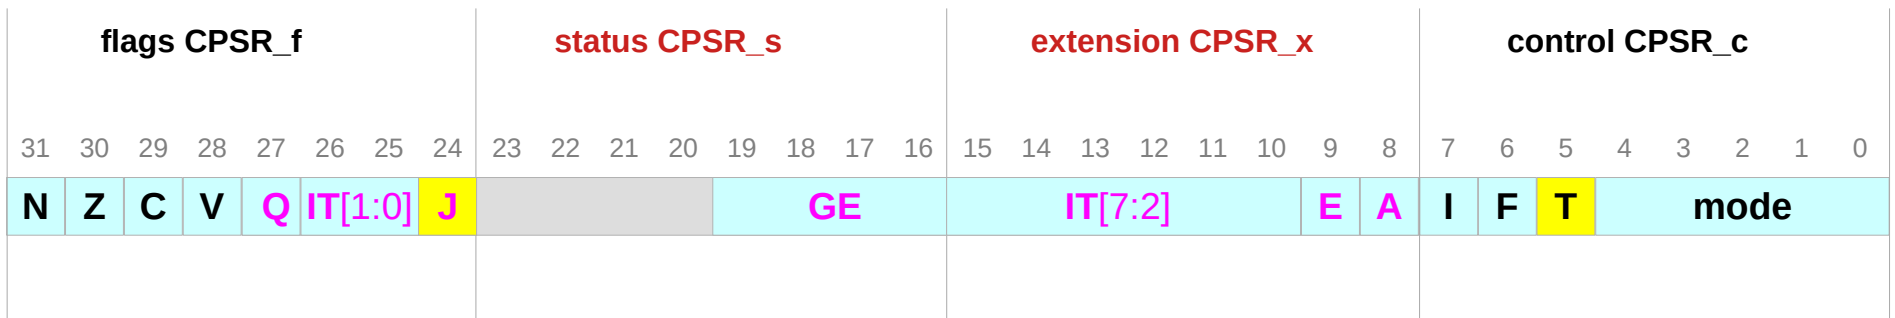 flags CPSR_f status CPSR_s extension CPSR_x control CPSR_c
31 30 29 28 27 26 25 24 23 22 21 20 19 18 17 16 15 14 13 12 11 10 9 8 7 6 5 4 3 2 1 0
N Z C V Q IT[1:0] J GE IT[7:2] E A I F T mode